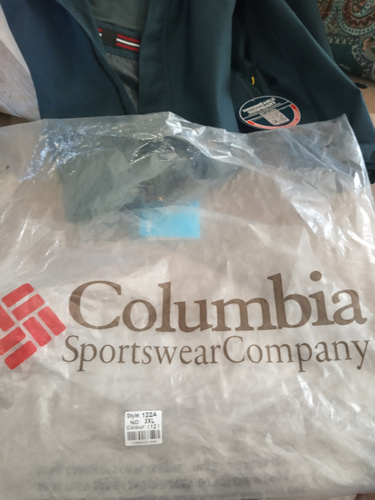 Columbia
SportswearCompany
Style: 122A
NO: 3XL
Colour: (12)